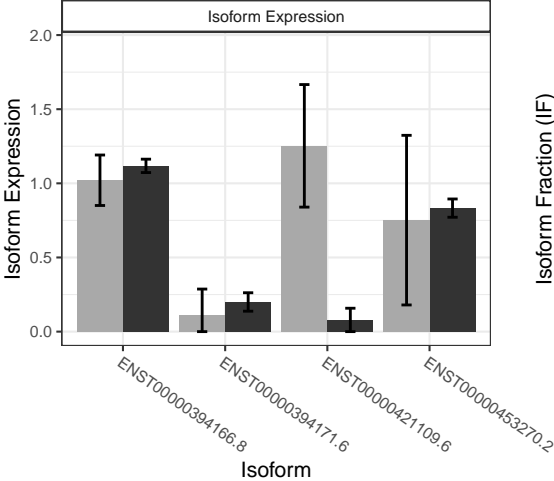 Isoform Expression
Isoform Expression
2.0
1.5
1.0
0.5
0.0
ENST00000394166.8
ENST00000394171.6
ENST00000421109.6
ENST00000453270.2
Isoform
Isoform Fraction (IF)